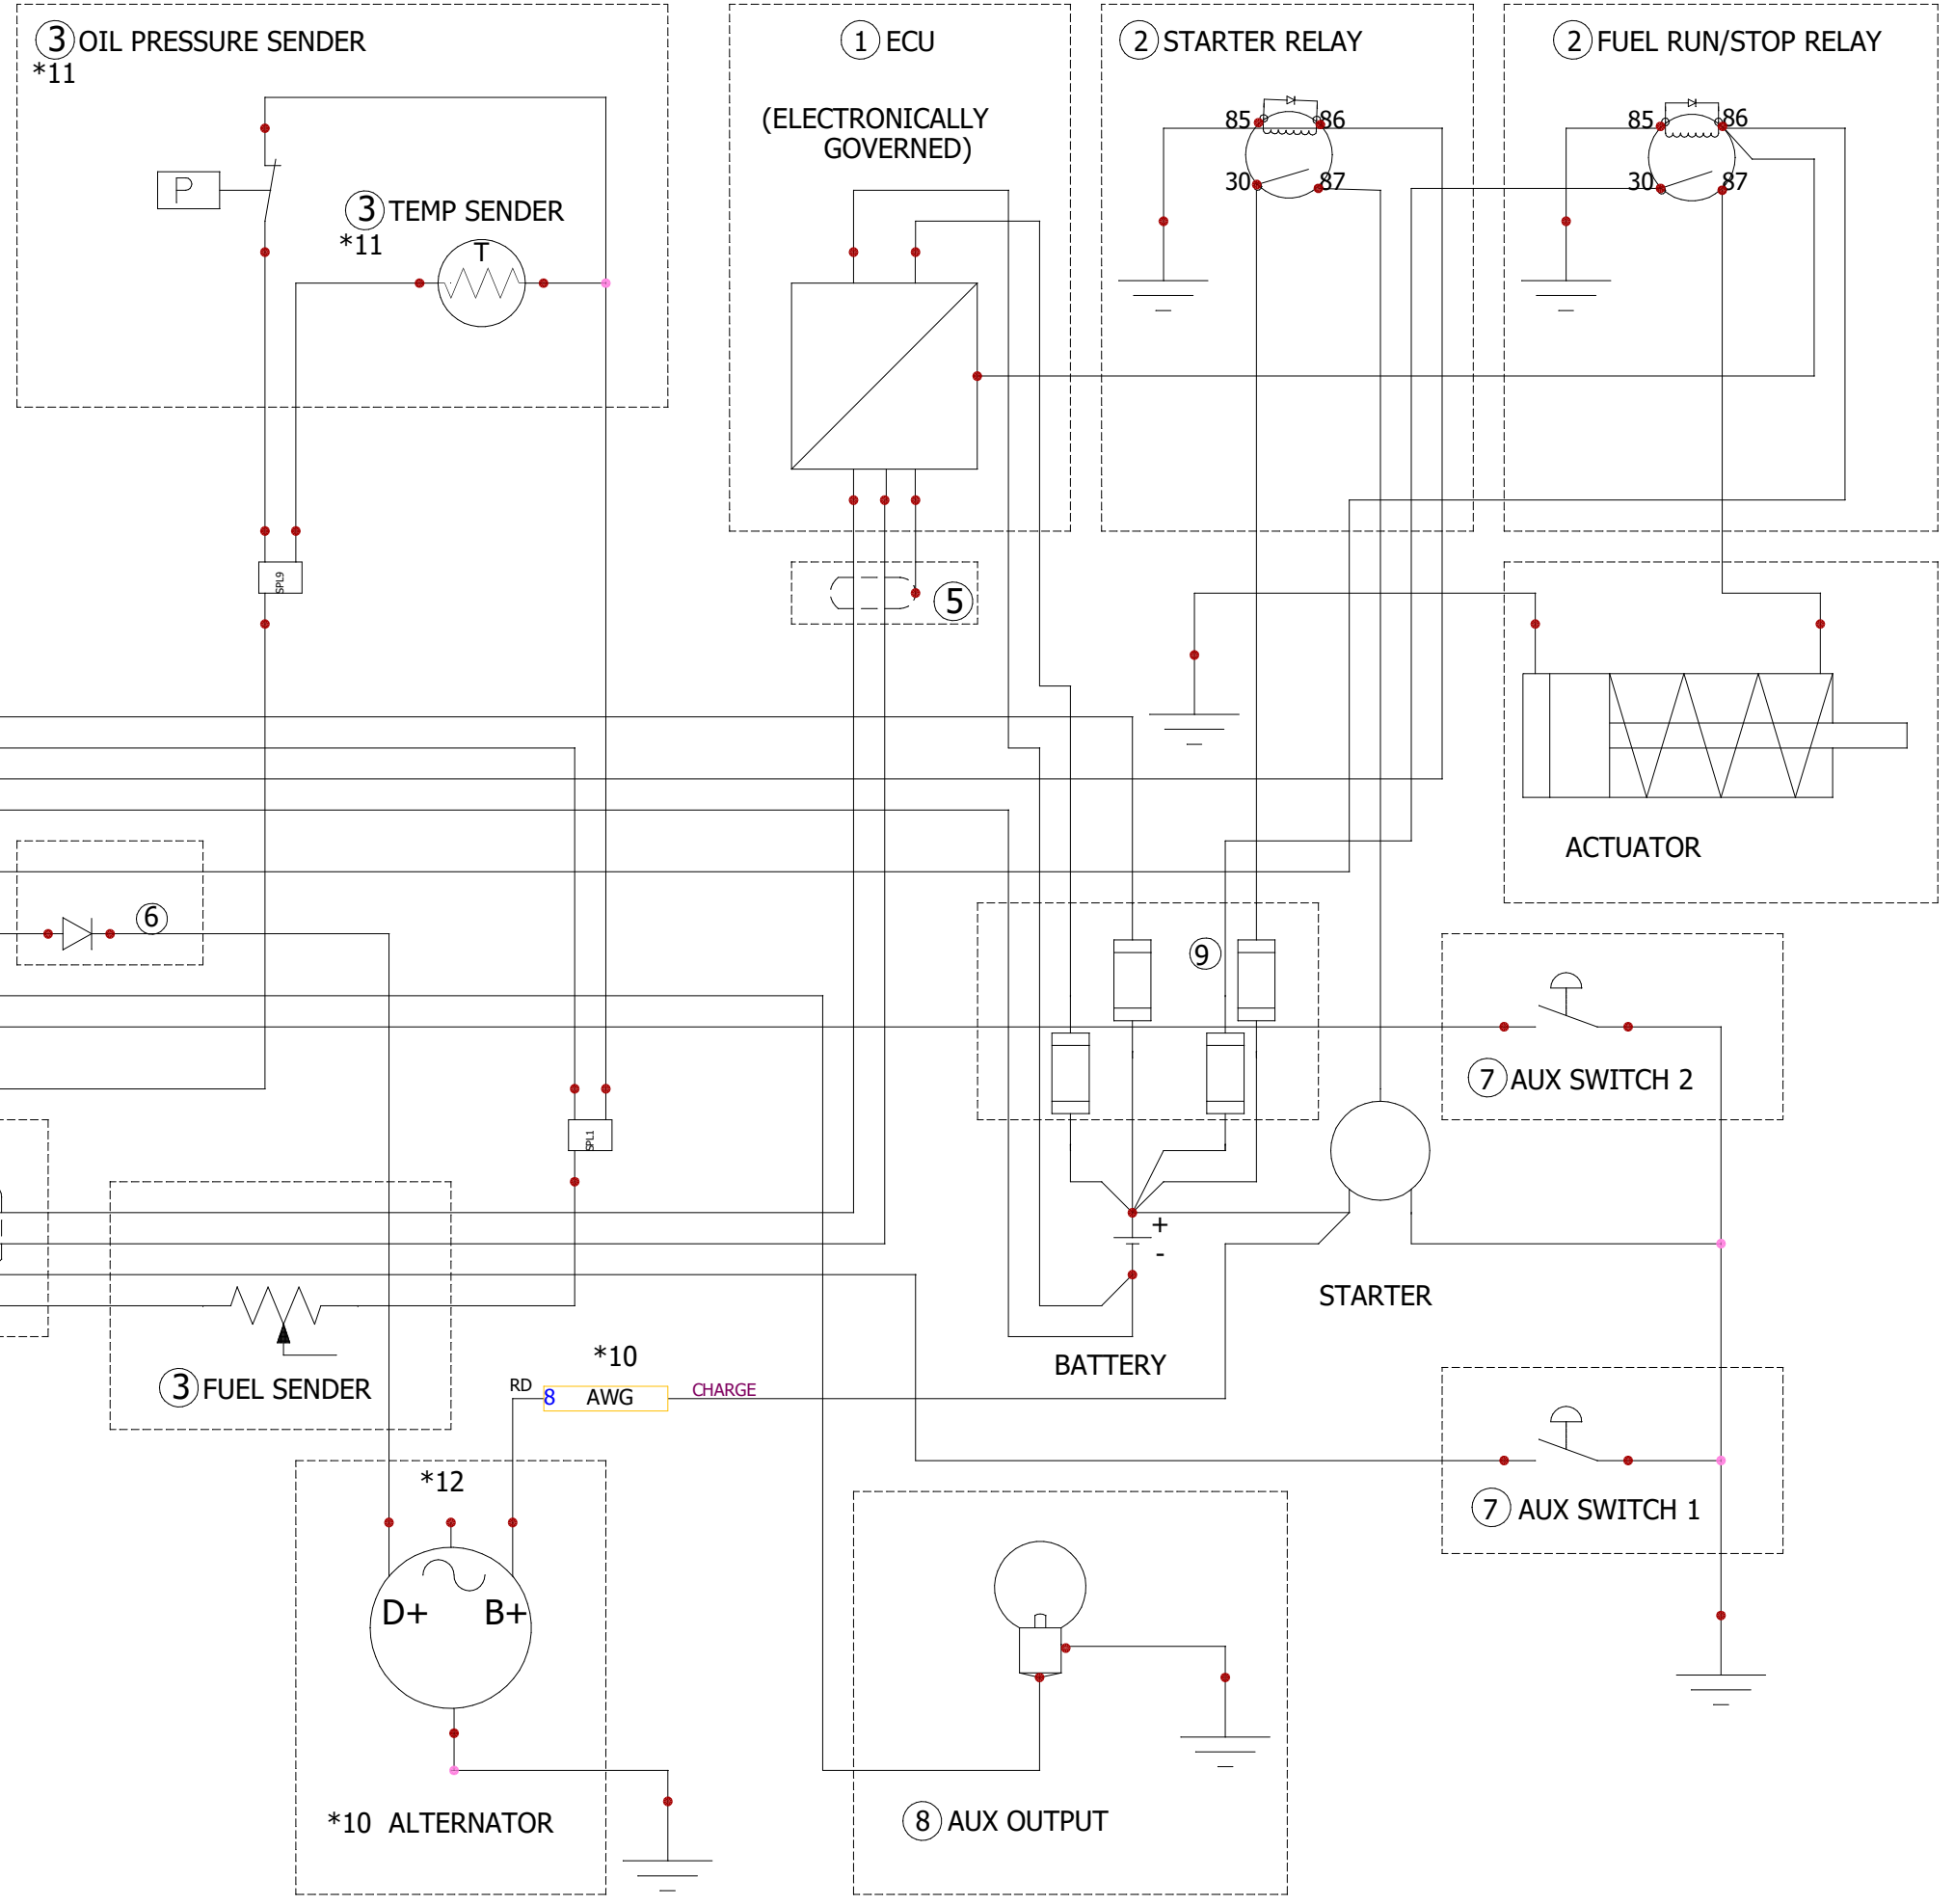 3 OIL PRESSURE SENDER
*11
1 ECU
2 STARTER RELAY
2 FUEL RUN/STOP RELAY
(ELECTRONICALLY
GOVERNED)
85 86
85 86
P
30 87
30 87
3 TEMP SENDER
*11
T
SPL9
5
ACTUATOR
6
9
7 AUX SWITCH 2
SPL1
+
-
STARTER
BATTERY
*10
3 FUEL SENDER
RD 8 AWG CHARGE
*12
7 AUX SWITCH 1
D+ B+
*10 ALTERNATOR
8 AUX OUTPUT